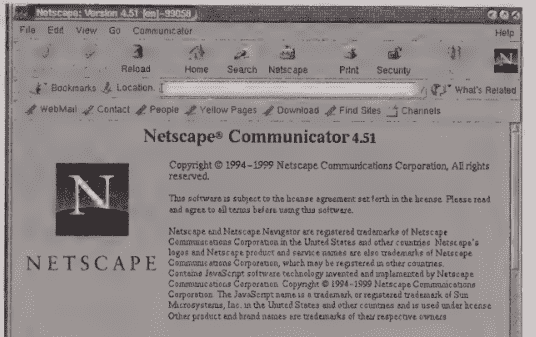 Netscape: Version 4.51 [en]-99058
File Edit View Go Communicator Help
Reload Home Search Netscape Print Security
N
Bookmarks Location: What's Related
WebMail Contact People Yellow Pages Download Find Sites Channels
Netscape® Communicator 4.51
N
NETSCAPE
Copyright © 1994-1999 Netscape Communications Corporation, All rights
reserved.
This software is subject to the license agreement set forth in the license. Please read
and agree to all terms before using this software.
Netscape and Netscape Navigator are registered trademarks of Netscape
Communications Corporation in the United States and other countries. Netscape's
logos and Netscape product and service names are also trademarks of Netscape
Communications Corporation, which may be registered in other countries.
Contains JavaScript software technology invented and implemented by Netscape
Communications Corporation. Copyright © 1994-1999 Netscape Communications
Corporation. The JavaScript name is a trademark or registered trademark of Sun
Microsystems, Inc. in the United States and other countries and is used under license.
Other product and brand names are trademarks of their respective owners.